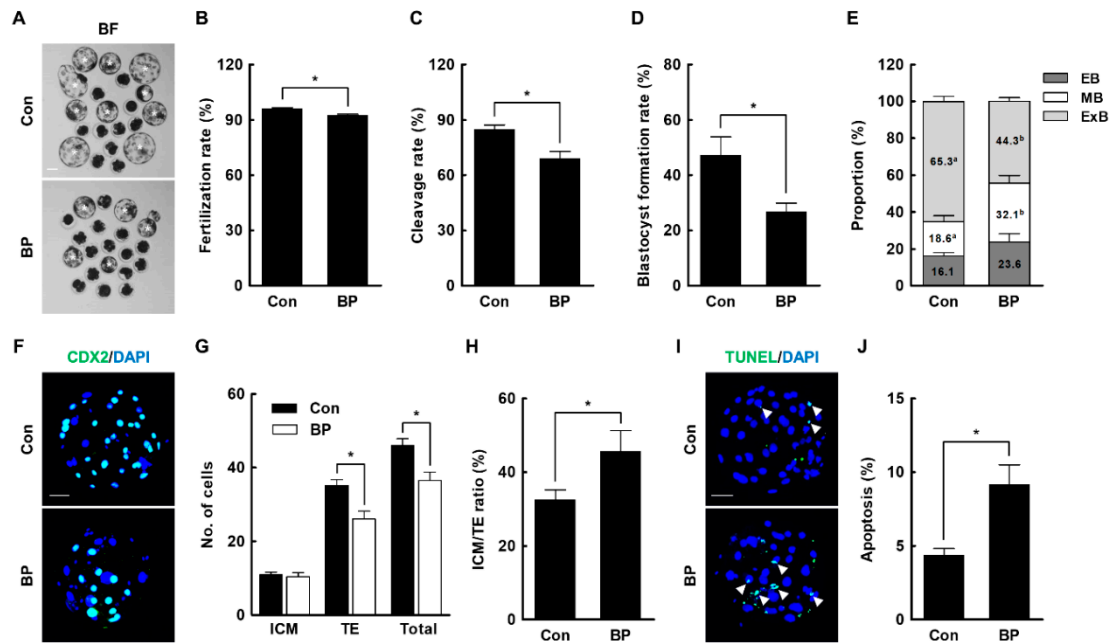 A
BF
Con
BP
B
Fertilization rate (%)
120
90
60
30
0
*
Con BP
C
Cleavage rate (%)
120
90
60
30
0
*
Con BP
D
Blastocyst formation rate (%)
80
60
40
20
0
*
Con BP
E
Proportion (%)
120
100
80
60
40
20
0
65.3a
18.6a
16.1
44.3b
32.1b
23.6
Con BP
EB
MB
ExB
F
CDX2/DAPI
Con
BP
G
No. of cells
60
40
20
0
Con
BP
*
*
ICM TE Total
H
ICM/TE ratio (%)
60
40
20
0
*
Con BP
I
TUNEL/DAPI
Con
BP
J
Apoptosis (%)
15
10
5
0
*
Con BP